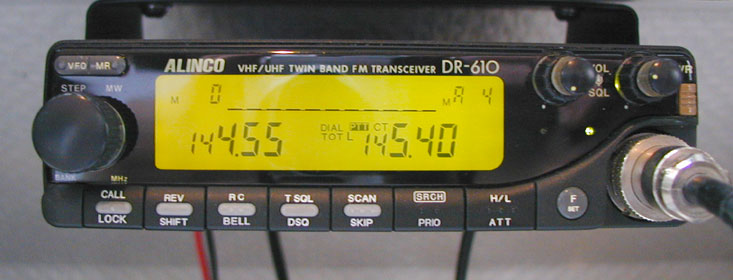 VFO MR
ALINCO VHF/UHF TWIN BAND FM TRANSCEIVER DR-610
VOL
SQL
STEP MW
M 0 M A 4
144.55 DIAL PTT CT 145.40
TOT L
BANK MHz
CALL REV RC T SQL SCAN SRCH H/L F
LOCK SHIFT BELL DSQ SKIP PRIO ATT SET